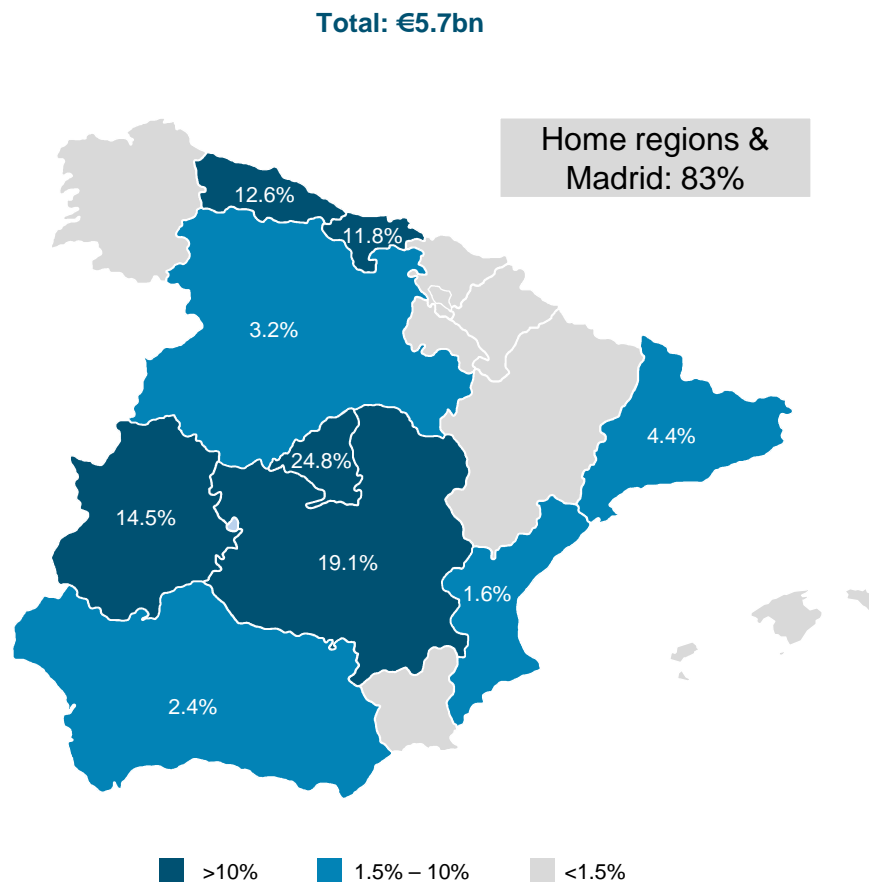 Total: €5.7bn
Home regions &
Madrid: 83%
12.6%
11.8%
3.2%
4.4%
24.8%
14.5%
19.1%
1.6%
2.4%
>10%
1.5% – 10%
<1.5%